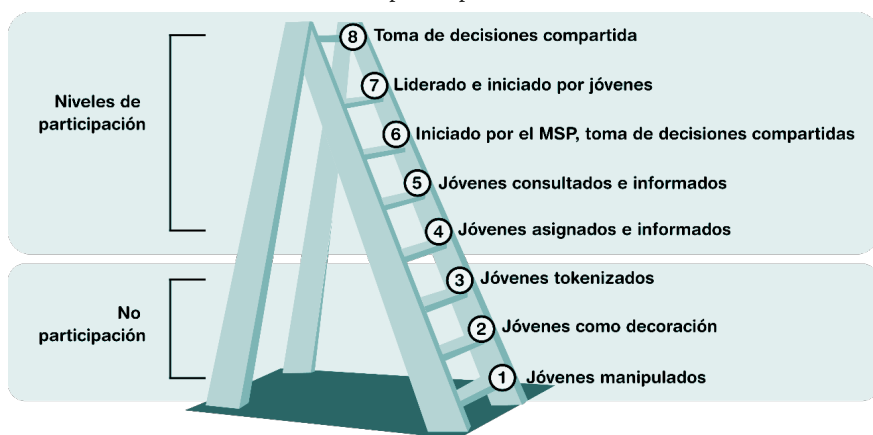 8 Toma de decisiones compartida
7 Liderado e iniciado por jóvenes
Niveles de
participación
6 Iniciado por el MSP, toma de decisiones compartidas
5 Jóvenes consultados e informados
4 Jóvenes asignados e informados
3 Jóvenes tokenizados
No
participación
2 Jóvenes como decoración
1 Jóvenes manipulados